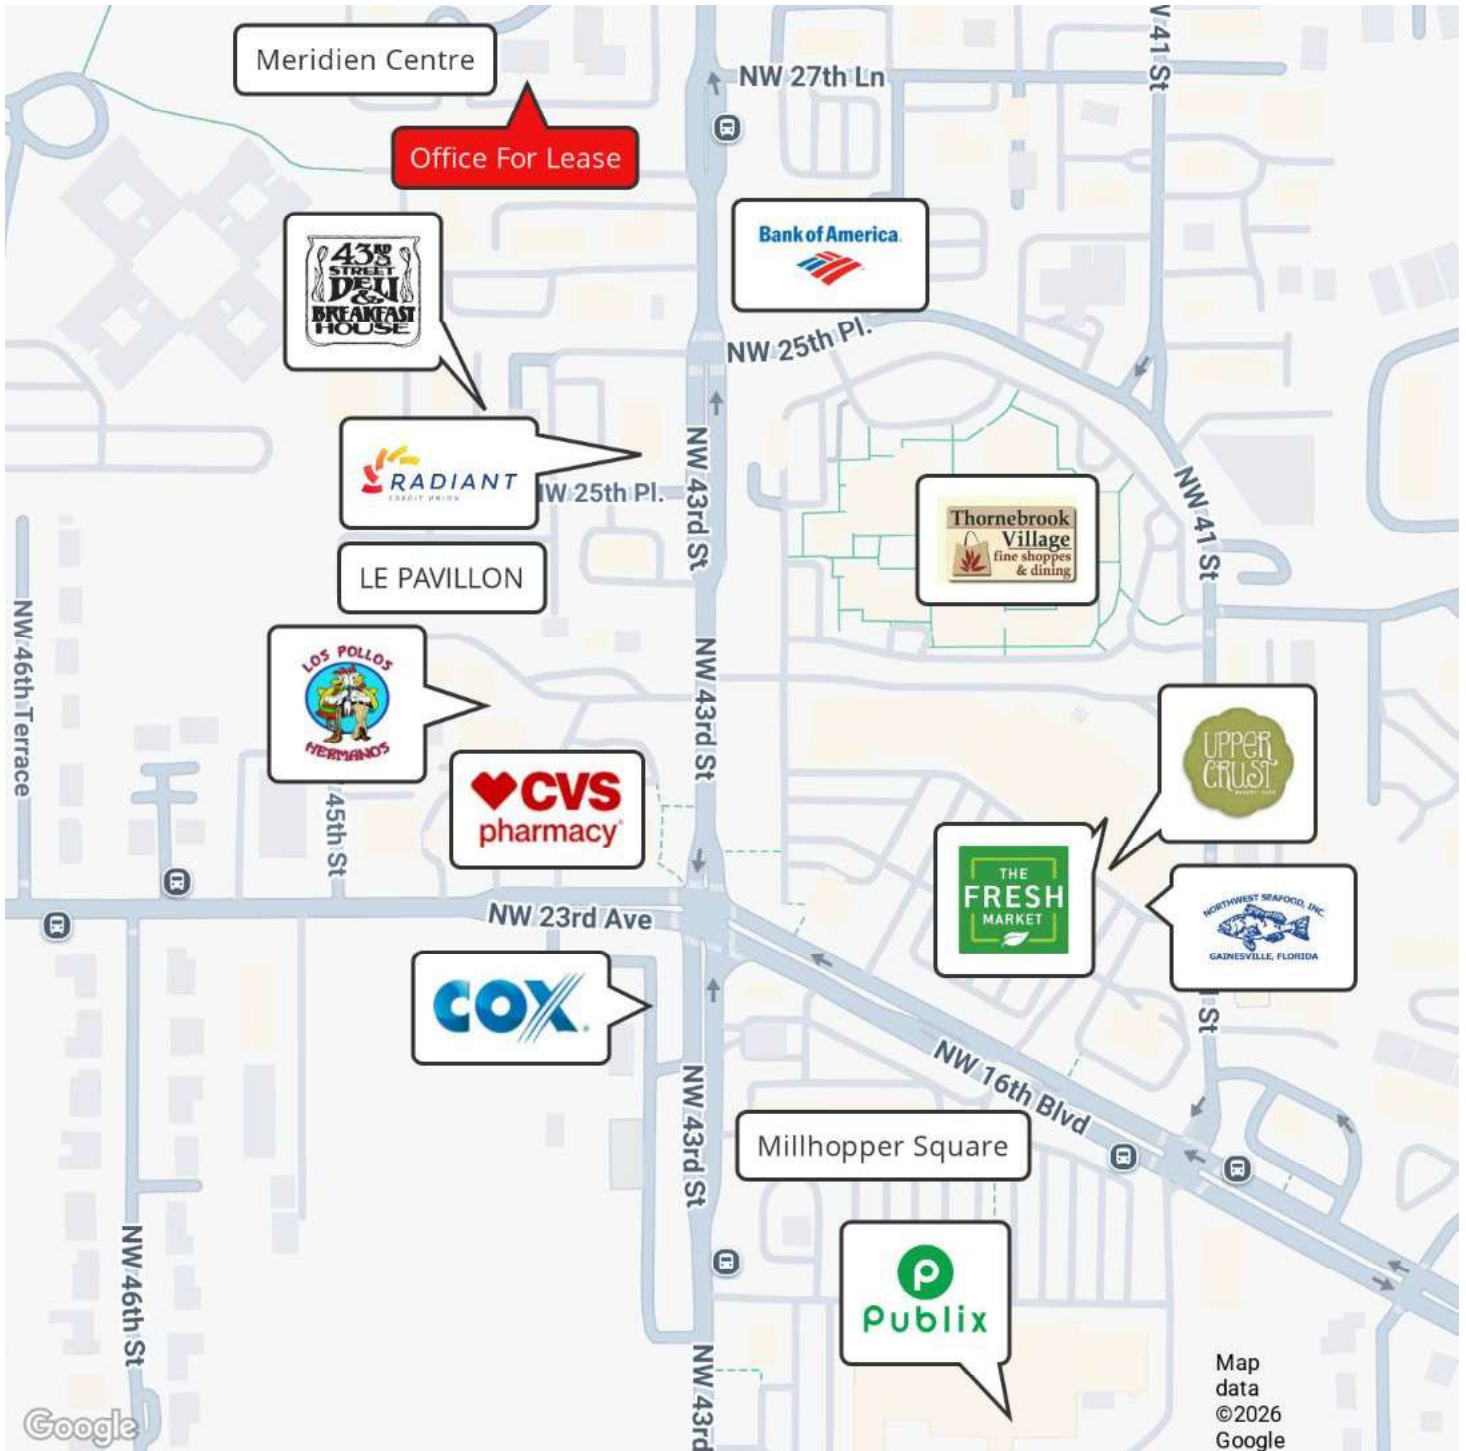 Meridien Centre
NW 27th Ln
NW 41 St
Office For Lease
43RD
STREET
DELI
&
BREAKFAST
HOUSE
Bank of America
NW 25th Pl.
RADIANT
CREDIT UNION
NW 25th Pl.
NW 43rd St
Thornebrook
Village
fine shoppes
& dining
NW 41 St
LE PAVILLON
NW 46th Terrace
LOS POLLOS
HERMANOS
NW 43rd St
UPPER
CRUST
CVS
pharmacy
45th St
THE
FRESH
MARKET
NORTHWEST SEAFOOD, INC.
GAINESVILLE, FLORIDA
NW 23rd Ave
COX
St
NW 16th Blvd
NW 43rd St
Millhopper Square
NW 46th St
Publix
NW 43rd
Map
data
©2026
Google
Google